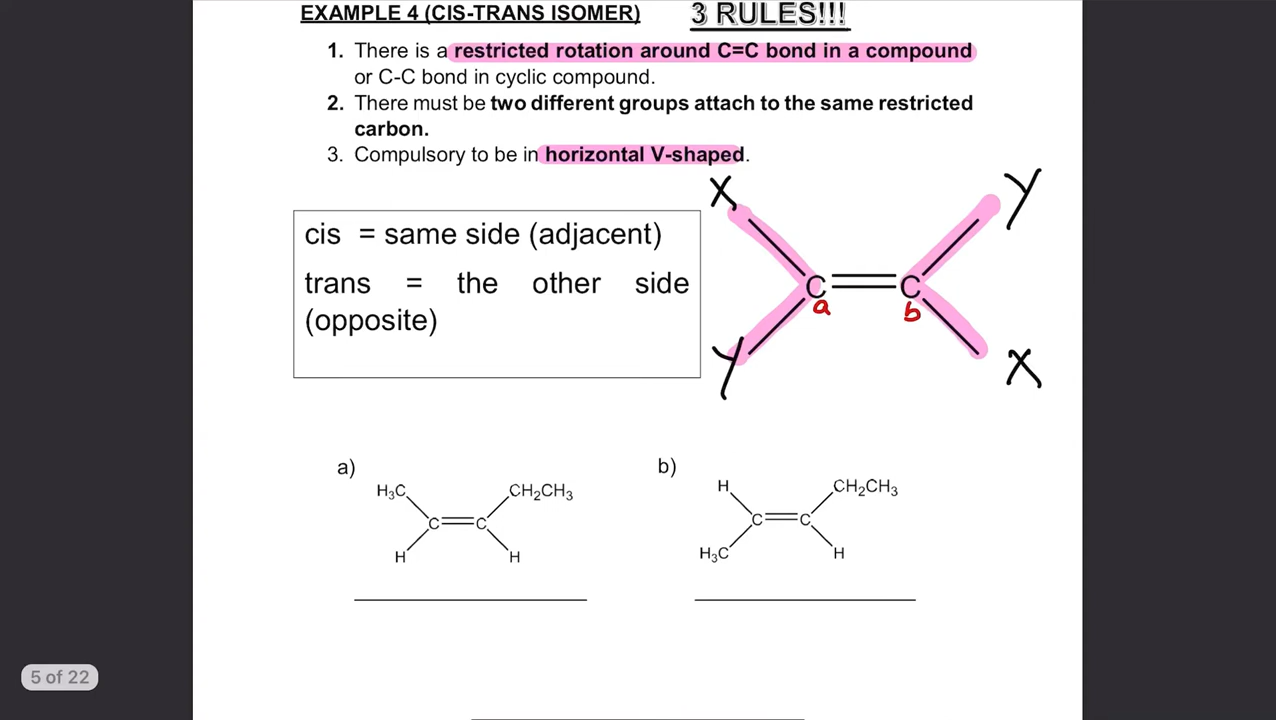 EXAMPLE 4 (CIS-TRANS ISOMER) 3 RULES!!!
1. There is a restricted rotation around C=C bond in a compound
or C-C bond in cyclic compound.
2. There must be two different groups attach to the same restricted
carbon.
3. Compulsory to be in horizontal V-shaped.
cis = same side (adjacent)
trans = the other side
(opposite)
X Y
C C
a b
Y X
a)
H₃C CH₂CH₃
C C
H H
b)
H CH₂CH₃
C C
H₃C H
5 of 22